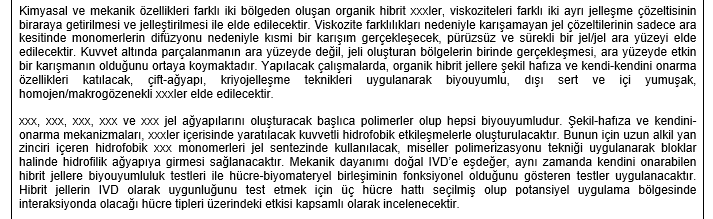 Kimyasal ve mekanik özellikleri farklı iki bölgeden oluşan organik hibrit xxxler, viskoziteleri farklı iki ayrı jelleşme çözeltisinin
biraraya getirilmesi ve jelleştirilmesi ile elde edilecektir. Viskozite farklılıkları nedeniyle karışamayan jel çözeltilerinin sadece ara
kesitinde monomerlerin difüzyonu nedeniyle kısmi bir karışım gerçekleşecek, pürüzsüz ve sürekli bir jel/jel ara yüzeyi elde
edilecektir. Kuvvet altında parçalanmanın ara yüzeyde değil, jeli oluşturan bölgelerin birinde gerçekleşmesi, ara yüzeyde etkin
bir karışmanın olduğunu ortaya koymaktadır. Yapılacak çalışmalarda, organik hibrit jellere şekil hafıza ve kendi-kendini onarma
özellikleri katılacak, çift-ağyapı, kriyojelleşme teknikleri uygulanarak biyouyumlu, dışı sert ve içi yumuşak,
homojen/makrogözenekli xxxler elde edilecektir.
xxx, xxx, xxx, xxx ve xxx jel ağyapılarını oluşturacak başlıca polimerler olup hepsi biyouyumludur. Şekil-hafıza ve kendini-
onarma mekanizmaları, xxxler içerisinde yaratılacak kuvvetli hidrofobik etkileşmelerle oluşturulacaktır. Bunun için uzun alkil yan
zinciri içeren hidrofobik xxx monomerleri jel sentezinde kullanılacak, miseller polimerizasyonu tekniği uygulanarak bloklar
halinde hidrofilik ağyapıya girmesi sağlanacaktır. Mekanik dayanımı doğal IVD'e eşdeğer, aynı zamanda kendini onarabilen
hibrit jellere biyouyumluluk testleri ile hücre-biyomateryel birleşiminin fonksiyonel olduğunu gösteren testler uygulanacaktır.
Hibrit jellerin IVD olarak uygunluğunu test etmek için üç hücre hattı seçilmiş olup potansiyel uygulama bölgesinde
interaksiyonda olacağı hücre tipleri üzerindeki etkisi kapsamlı olarak incelenecektir.